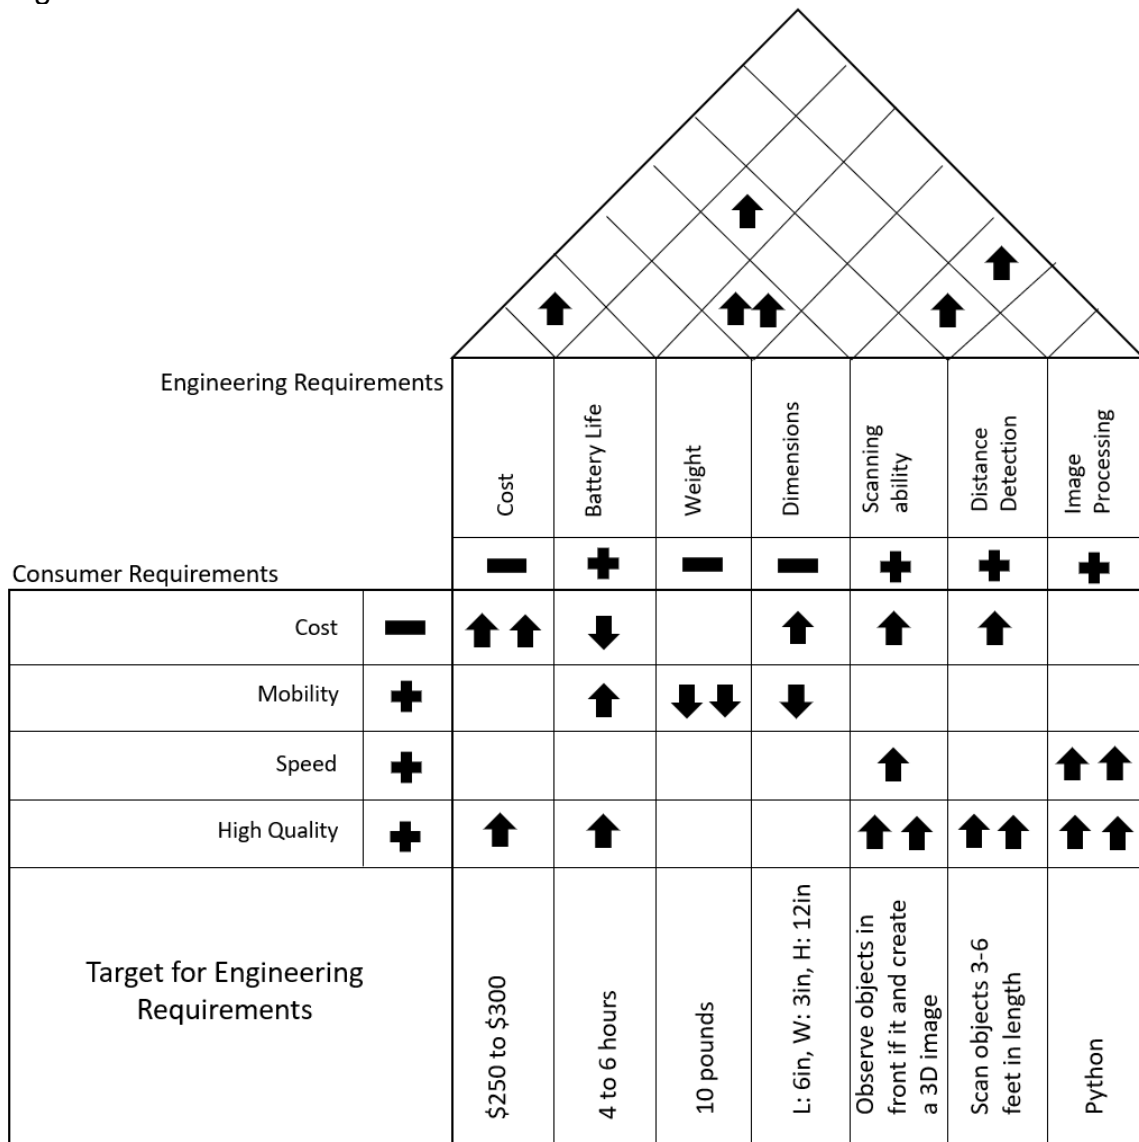 Engineering Requirements
Cost
Battery Life
Weight
Dimensions
Scanning
ability
Distance
Detection
Image
Processing
Consumer Requirements
Cost
Mobility
Speed
High Quality
Target for Engineering
Requirements
$250 to $300
4 to 6 hours
10 pounds
L: 6in, W: 3in, H: 12in
Observe objects in
front if it and create
a 3D image
Scan objects 3-6
feet in length
Python